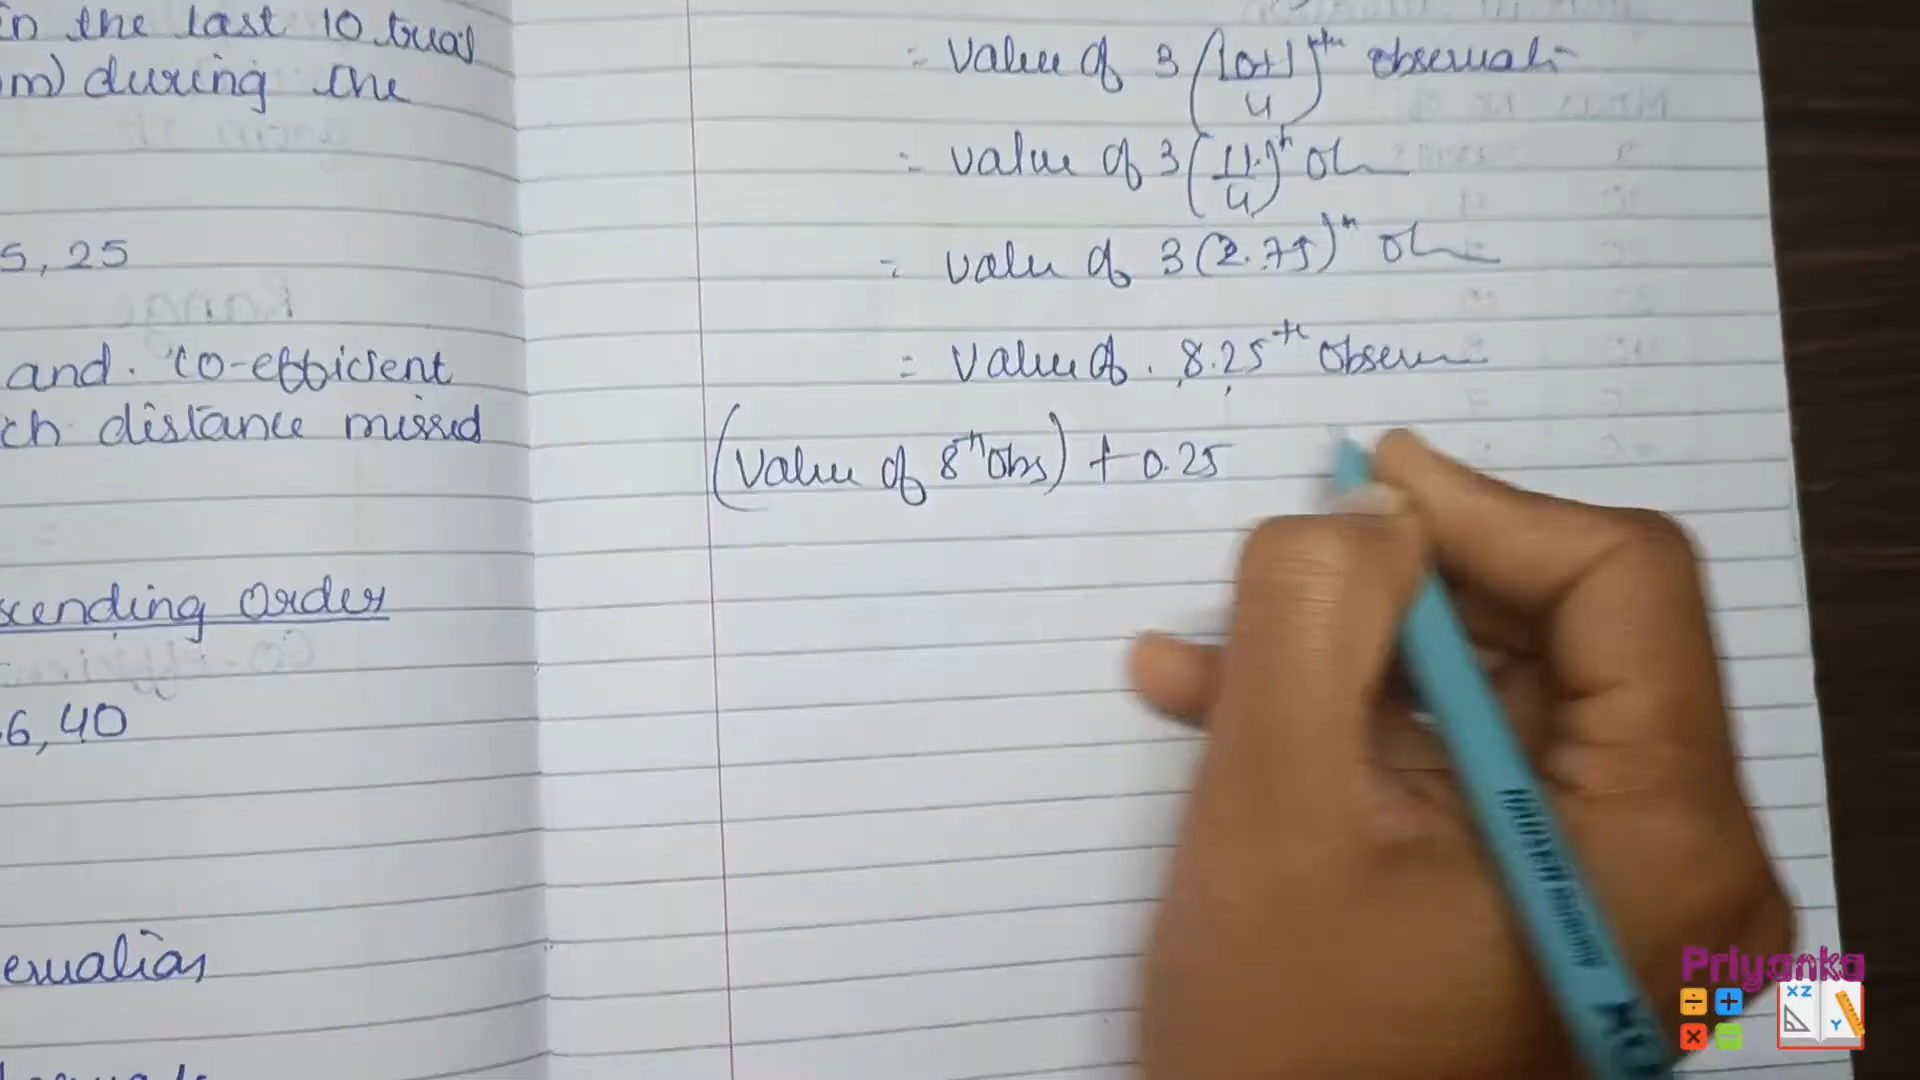 in the last 10 trial
m) during the
5, 25
and. co-efficient
ch distance missed
scending order
6, 40
ervation
= Value of 3 (10+1/4)th observati
= value of 3 (11/4)th ob
= value of 3 (2.75)th ob
= Value of . 8.25th Observ
(Value of 8th obs) + 0.25
Priyanka
XZ
Y